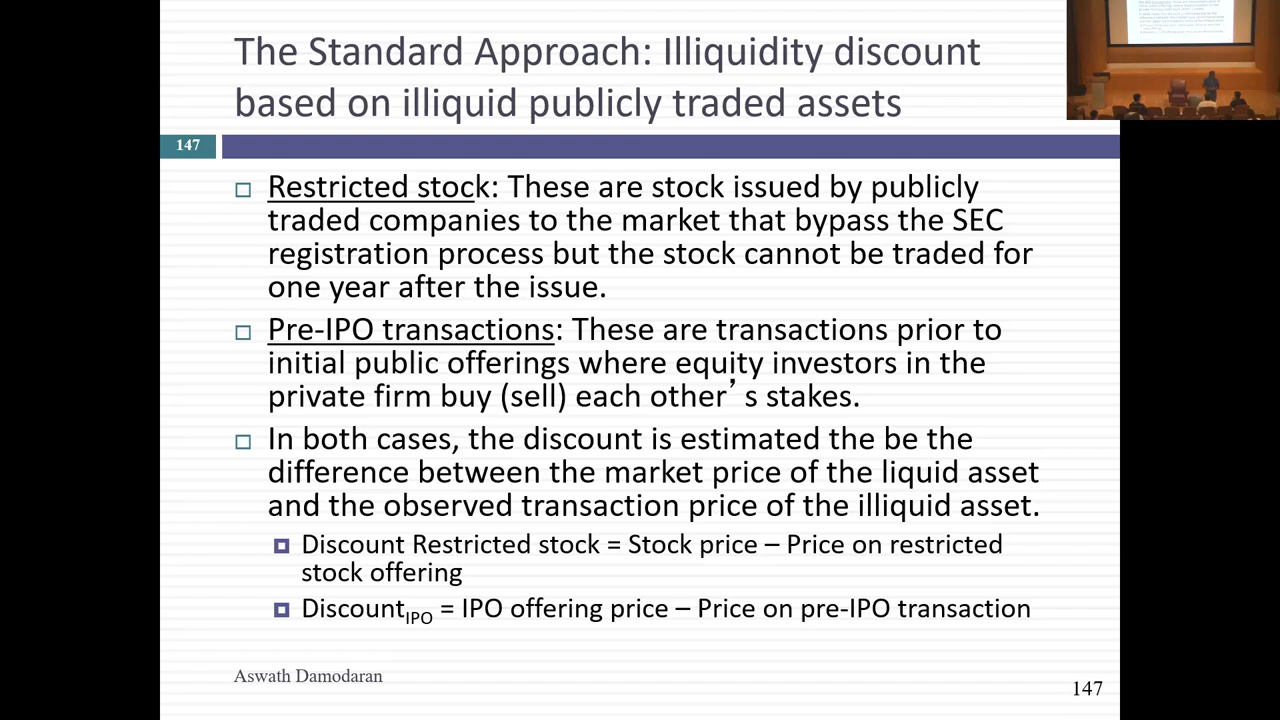 The Standard Approach: Illiquidity discount
based on illiquid publicly traded assets
147
Restricted stock: These are stock issued by publicly
traded companies to the market that bypass the SEC
registration process but the stock cannot be traded for
one year after the issue.
Pre-IPO transactions: These are transactions prior to
initial public offerings where equity investors in the
private firm buy (sell) each other’ s stakes.
In both cases, the discount is estimated the be the
difference between the market price of the liquid asset
and the observed transaction price of the illiquid asset.
Discount Restricted stock = Stock price – Price on restricted
stock offering
DiscountIPO = IPO offering price – Price on pre-IPO transaction
Aswath Damodaran
147